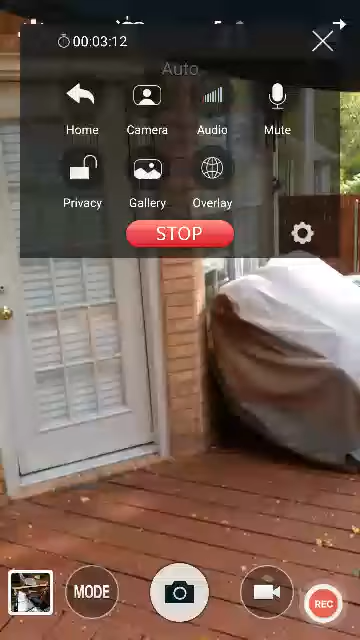 00:03:12
Auto
Home Camera Audio Mute
Privacy Gallery Overlay
STOP
MODE
REC